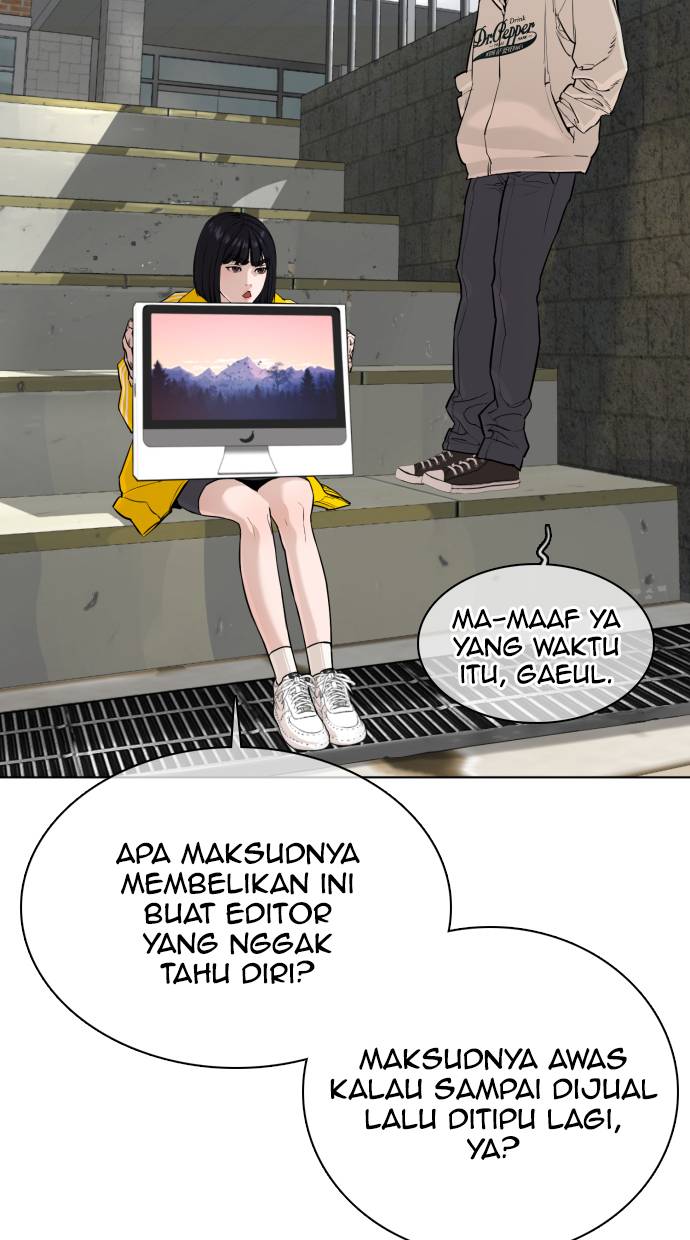 Drink
Dr.Pepper
MA-MAAF YA
YANG WAKTU
ITU, GAEUL.
APA MAKSUDNYA
MEMBELIKAN INI
BUAT EDITOR
YANG NGGAK
TAHU DIRI?
MAKSUDNYA AWAS
KALAU SAMPAI DIJUAL
LALU DITIPU LAGI,
YA?